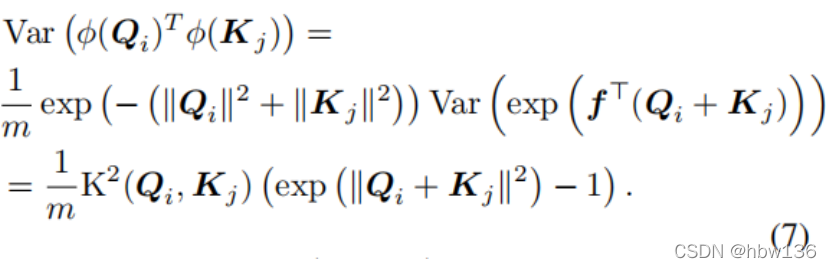 Var (ϕ(Q_i)^T ϕ(K_j)) =
1/m exp (− (‖Q_i‖² + ‖K_j‖²)) Var (exp (f^⊤(Q_i + K_j)))
= 1/m K²(Q_i, K_j) (exp (‖Q_i + K_j‖²) − 1) .
(7)
CSDN @hbw136